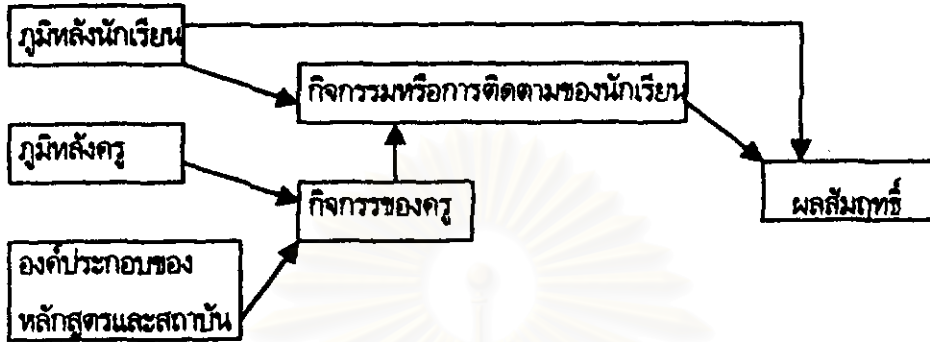 ภูมิหลังนักเรียน
กิจกรรมหรือการติดตามของนักเรียน
ภูมิหลังครู
ผลสัมฤทธิ์
กิจกรรของครู
องค์ประกอบของ
หลักสูตรและสถาบัน